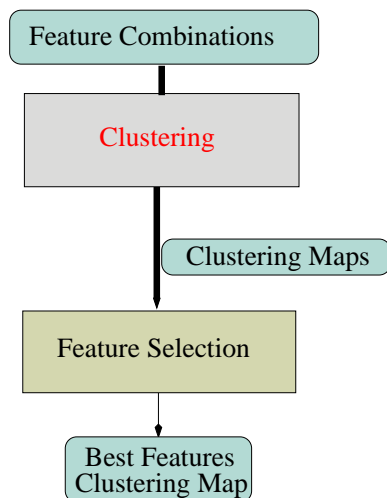 Feature Combinations
Clustering
Clustering Maps
Feature Selection
Best Features
Clustering Map